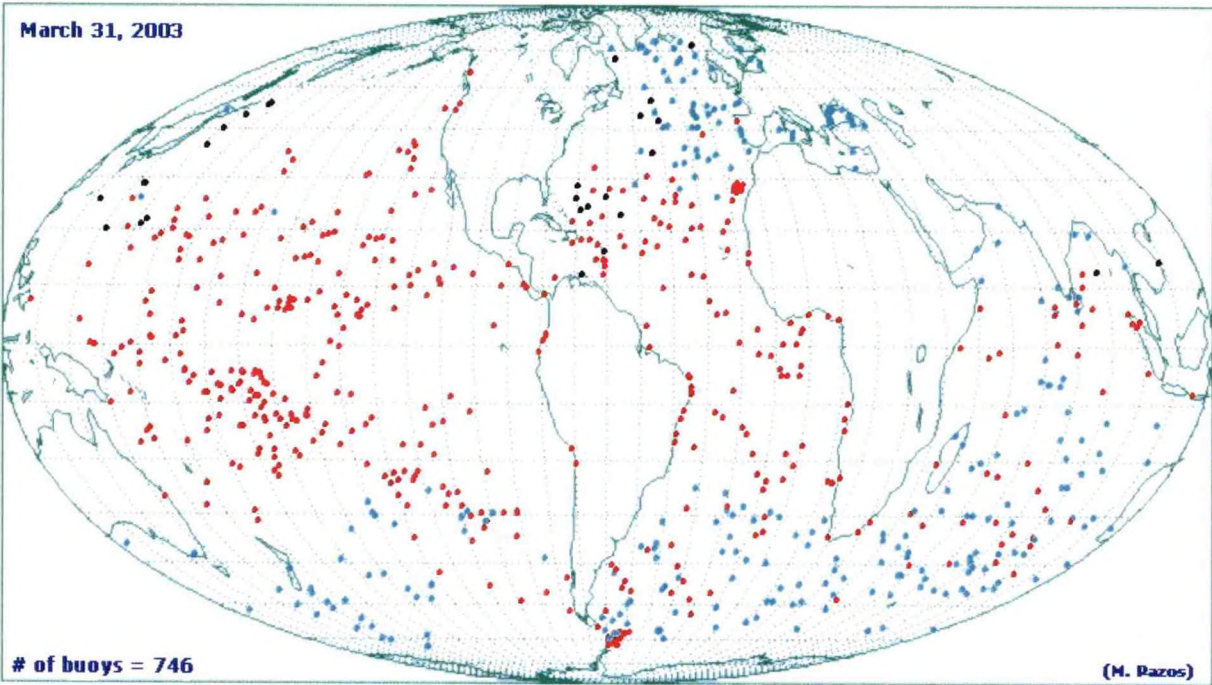 March 31, 2003
# of buoys = 746
(M. Pazos)